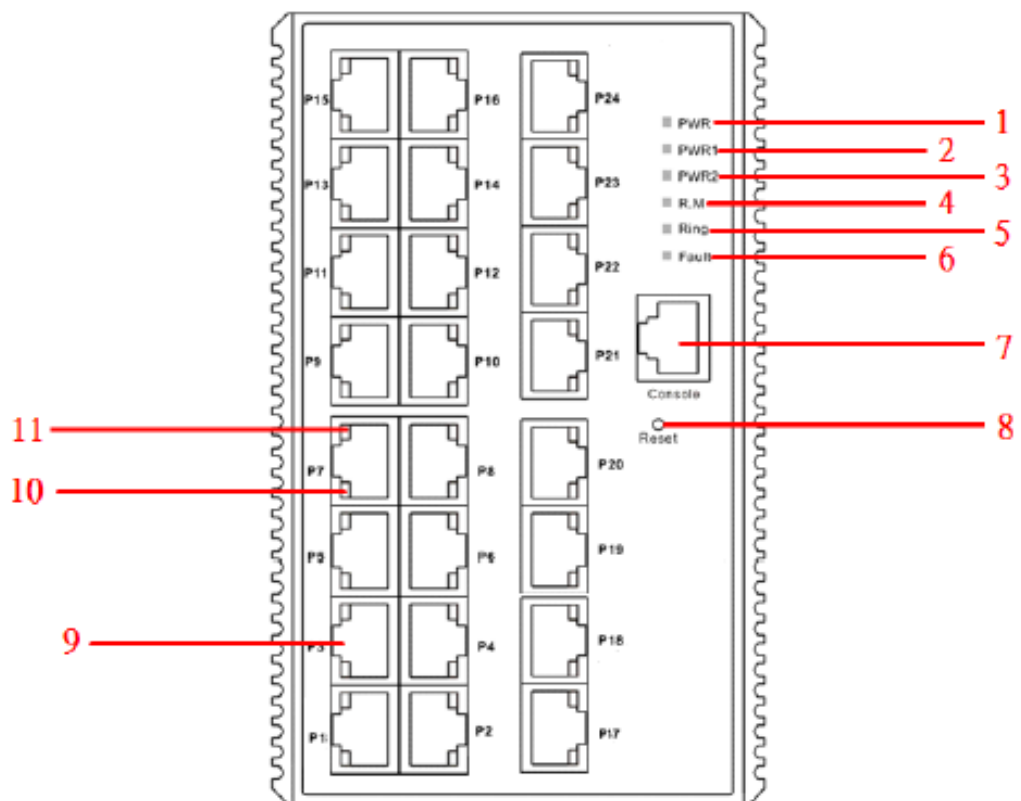 P15
P16
P24
PWR
1
PWR1
2
P13
P14
P23
PWR2
3
R.M
4
Ring
5
P11
P12
P22
Fault
6
P9
P10
P21
7
Console
11
8
Reset
P7
P8
P20
10
P5
P6
P19
9
P3
P4
P18
P1
P2
P17